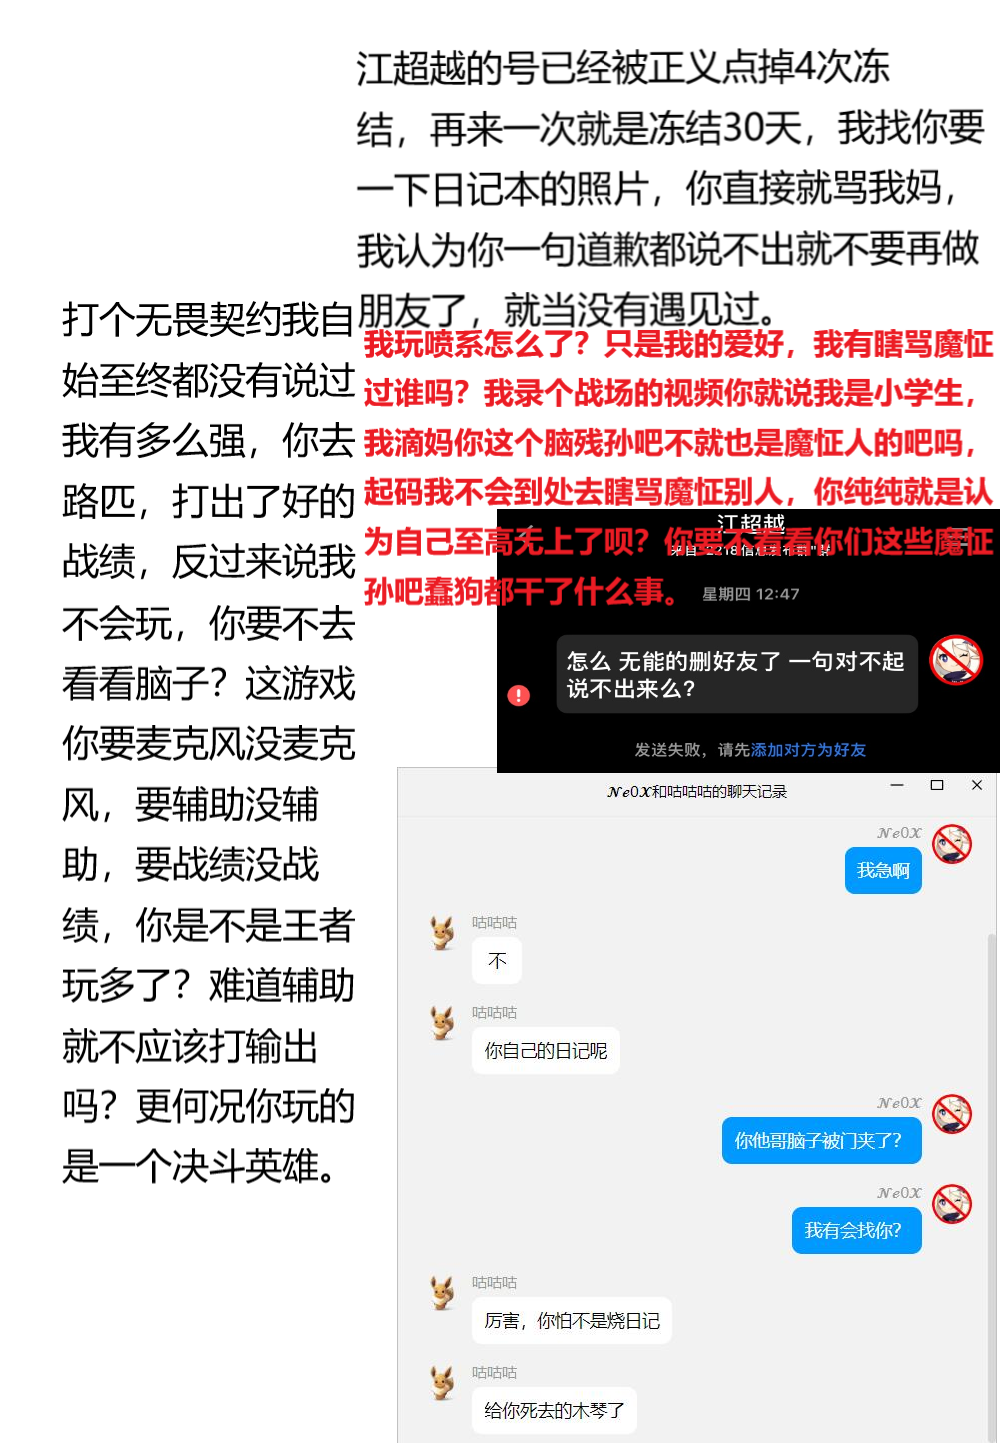 江超越的号已经被正义点掉4次冻
结，再来一次就是冻结30天，我找你要
一下日记本的照片，你直接就骂我妈，
我认为你一句道歉都说不出就不要再做
朋友了，就当没有遇见过。
打个无畏契约我自
始至终都没有说过
我有多么强，你去
路匹，打出了好的
战绩，反过来说我
不会玩，你要不去
看看脑子？这游戏
你要麦克风没麦克
风，要辅助没辅
助，要战绩没战
绩，你是不是王者
玩多了？难道辅助
就不应该打输出
吗？更何况你玩的
是一个决斗英雄。
我玩喷系怎么了？只是我的爱好，我有瞎骂魔怔
过谁吗？我录个战场的视频你就说我是小学生，
我滴妈你这个脑残孙吧不就也是魔怔人的吧吗，
起码我不会到处去瞎骂魔怔别人，你纯纯就是认
为自己至高无上了呗？你要不看看你们这些魔怔
孙吧蠢狗都干了什么事。
江超越
来自"2218信息发布群"群
星期四 12:47
怎么 无能的删好友了 一句对不起
说不出来么?
发送失败，请先添加对方为好友
𝓝𝓮0𝓧和咕咕咕的聊天记录
𝓝𝓮0𝓧
我急啊
咕咕咕
不
咕咕咕
你自己的日记呢
𝓝𝓮0𝓧
你他哥脑子被门夹了?
𝓝𝓮0𝓧
我有会找你?
咕咕咕
厉害，你怕不是烧日记
咕咕咕
给你死去的木琴了